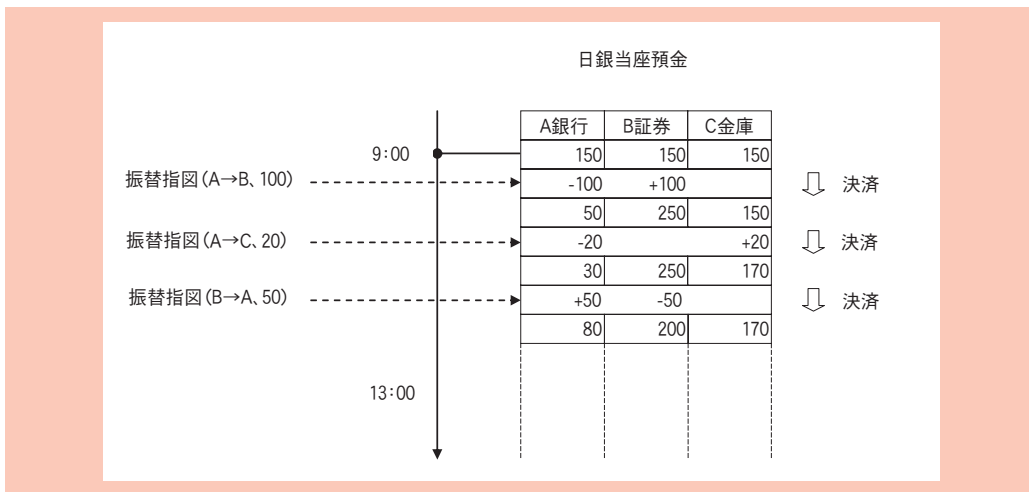 日銀当座預金
A銀行 B証券 C金庫
9:00 150 150 150
振替指図(A→B、100) -100 +100 決済
50 250 150
振替指図(A→C、20) -20 +20 決済
30 250 170
振替指図(B→A、50) +50 -50 決済
80 200 170
13:00